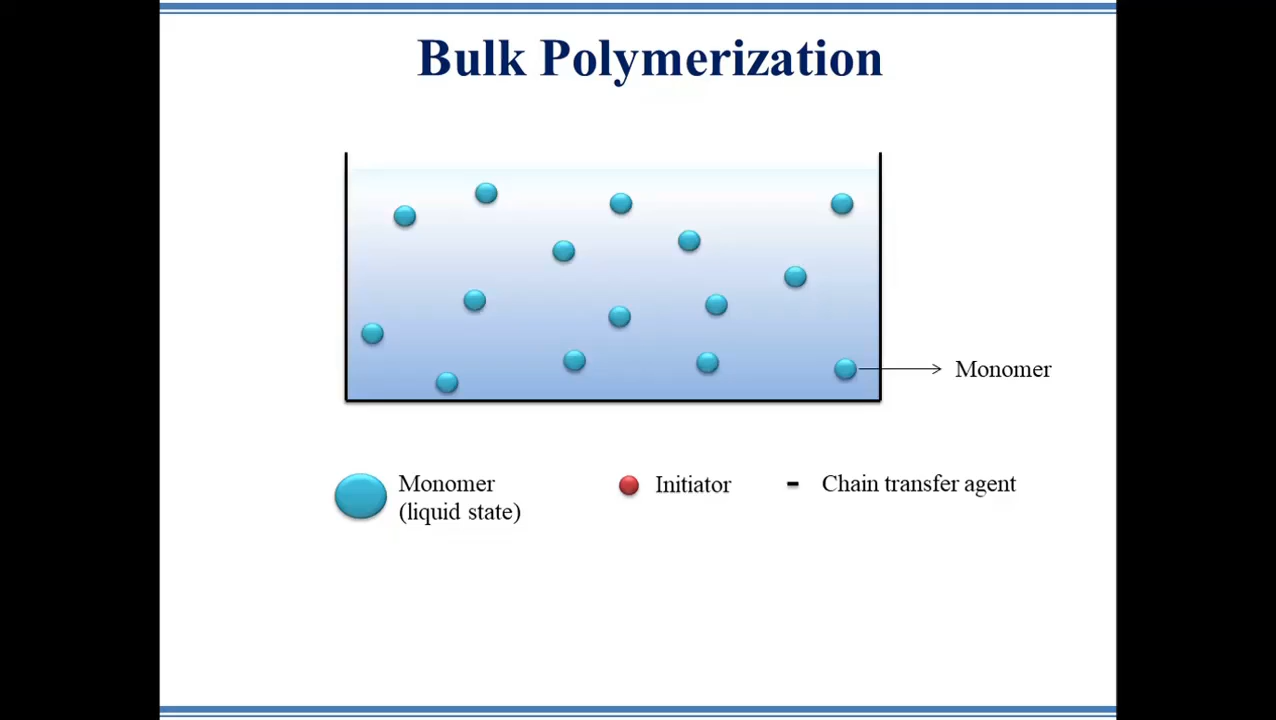 Bulk Polymerization
Monomer
Monomer
(liquid state)
Initiator
Chain transfer agent